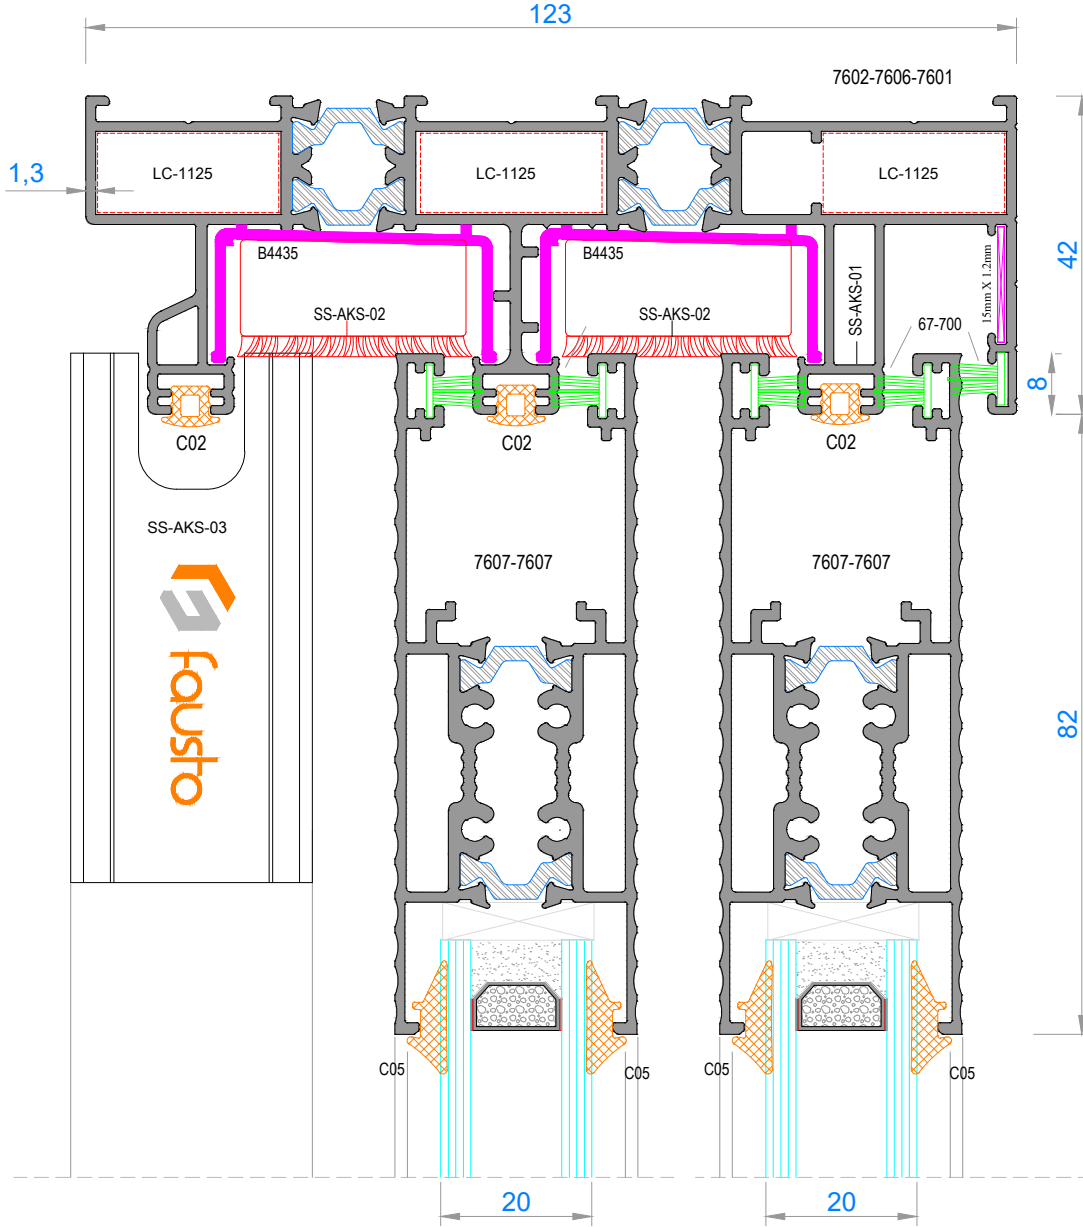 123
7602-7606-7601
1,3
LC-1125
LC-1125
LC-1125
42
B4435
B4435
SS-AKS-02
SS-AKS-02
SS-AKS-01
15mm X 1.2mm
67-700
8
C02
C02
C02
SS-AKS-03
fausto
7607-7607
7607-7607
82
C05
C05
C05
C05
20
20